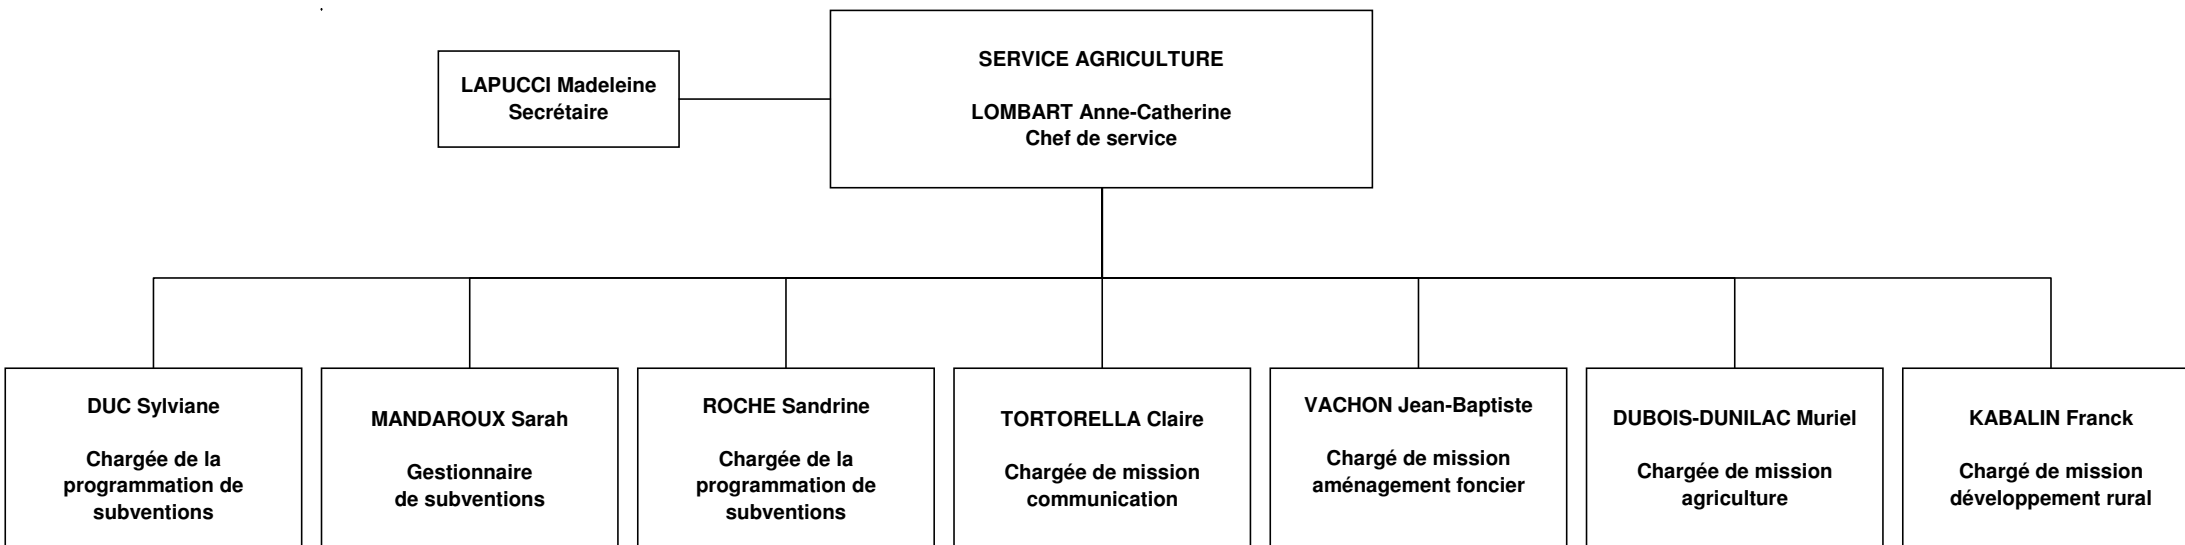 SERVICE AGRICULTURE
LOMBART Anne-Catherine
Chef de service
LAPUCCI Madeleine
Secrétaire
DUC Sylviane
Chargée de la
programmation de
subventions
MANDAROUX Sarah
Gestionnaire
de subventions
ROCHE Sandrine
Chargée de la
programmation de
subventions
TORTORELLA Claire
Chargée de mission
communication
VACHON Jean-Baptiste
Chargé de mission
aménagement foncier
DUBOIS-DUNILAC Muriel
Chargée de mission
agriculture
KABALIN Franck
Chargé de mission
développement rural